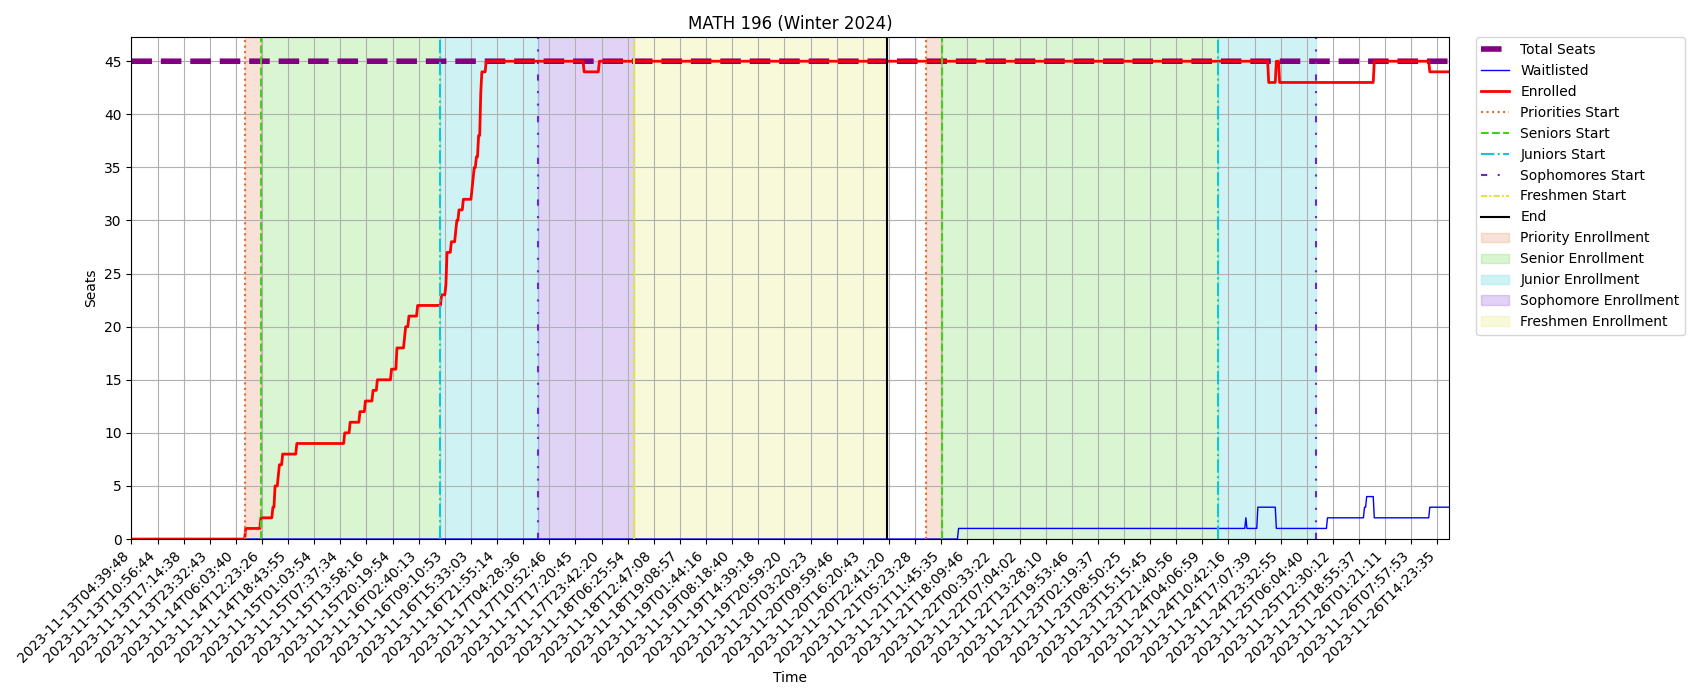 MATH 196 (Winter 2024)
Seats
45
40
35
30
25
20
15
10
5
0
2023-11-13T04:39:48
2023-11-13T10:56:44
2023-11-13T17:14:38
2023-11-13T23:32:43
2023-11-14T06:03:40
2023-11-14T12:23:26
2023-11-14T18:43:55
2023-11-15T01:03:54
2023-11-15T07:37:34
2023-11-15T13:58:16
2023-11-15T20:19:54
2023-11-16T02:40:13
2023-11-16T09:10:53
2023-11-16T15:33:03
2023-11-16T21:55:14
2023-11-17T04:28:36
2023-11-17T10:52:46
2023-11-17T17:20:45
2023-11-17T23:42:20
2023-11-18T06:25:54
2023-11-18T12:47:08
2023-11-18T19:08:57
2023-11-19T01:44:16
2023-11-19T08:18:40
2023-11-19T14:39:18
2023-11-19T20:59:20
2023-11-20T03:20:23
2023-11-20T09:59:46
2023-11-20T16:20:43
2023-11-20T22:41:20
2023-11-21T05:23:28
2023-11-21T11:45:35
2023-11-21T18:09:46
2023-11-22T00:33:22
2023-11-22T07:04:02
2023-11-22T13:28:10
2023-11-22T19:53:46
2023-11-23T02:19:37
2023-11-23T08:50:25
2023-11-23T15:15:45
2023-11-23T21:40:56
2023-11-24T04:06:59
2023-11-24T10:42:16
2023-11-24T17:07:39
2023-11-24T23:32:55
2023-11-25T06:04:40
2023-11-25T12:30:12
2023-11-25T18:55:37
2023-11-26T01:21:11
2023-11-26T07:57:53
2023-11-26T14:23:35
Time
Total Seats
Waitlisted
Enrolled
Priorities Start
Seniors Start
Juniors Start
Sophomores Start
Freshmen Start
End
Priority Enrollment
Senior Enrollment
Junior Enrollment
Sophomore Enrollment
Freshmen Enrollment